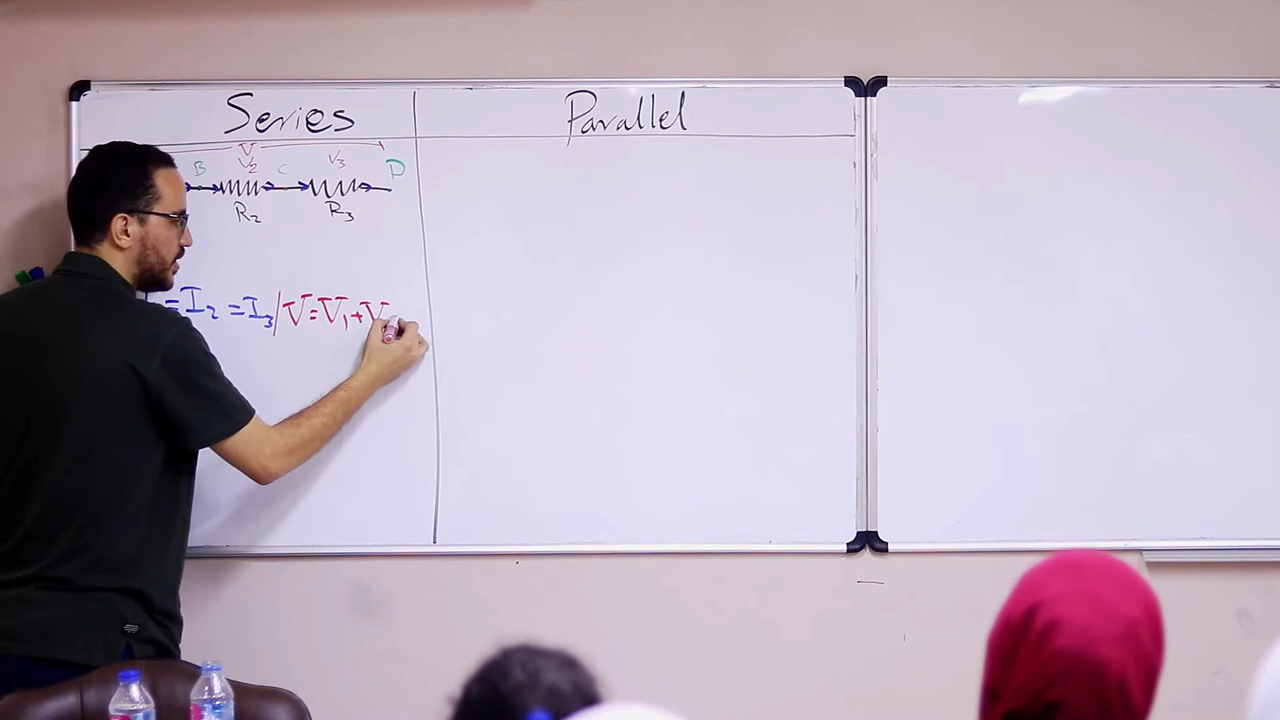 Series
Parallel
V
B V₂ C V₃ D
R₂ R₃
= I₂ = I₃ / V = V₁ + V